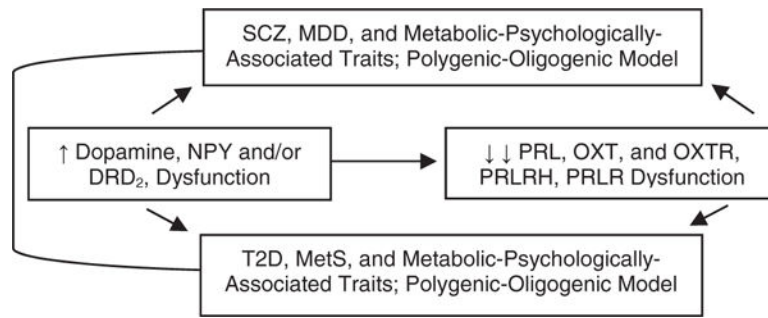 SCZ, MDD, and Metabolic-Psychologically-
Associated Traits; Polygenic-Oligogenic Model
↑ Dopamine, NPY and/or
DRD₂, Dysfunction
↓↓ PRL, OXT, and OXTR,
PRLRH, PRLR Dysfunction
T2D, MetS, and Metabolic-Psychologically-
Associated Traits; Polygenic-Oligogenic Model